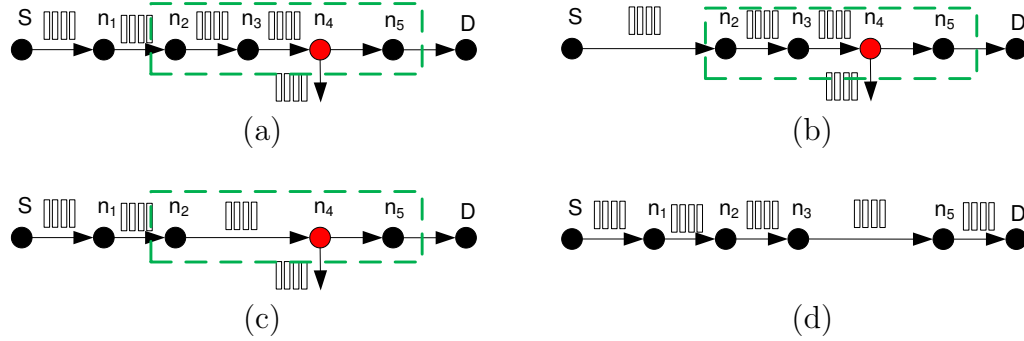 S n₁ n₂ n₃ n₄ n₅ D
(a)
S n₂ n₃ n₄ n₅ D
(b)
S n₁ n₂ n₄ n₅ D
(c)
S n₁ n₂ n₃ n₅ D
(d)